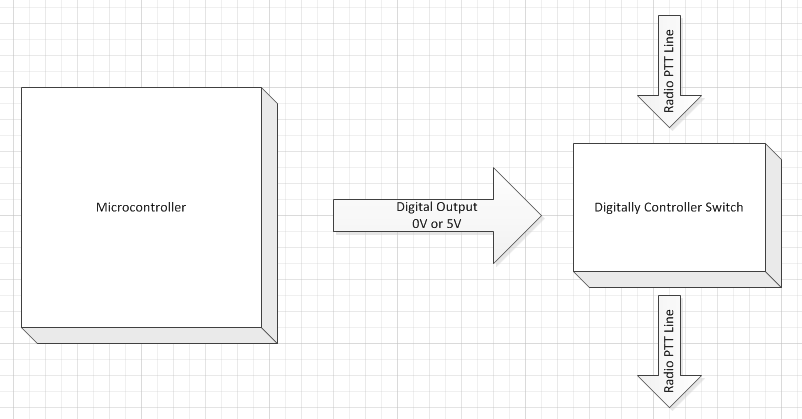 Radio PTT Line
Microcontroller
Digital Output
0V or 5V
Digitally Controller Switch
Radio PTT Line